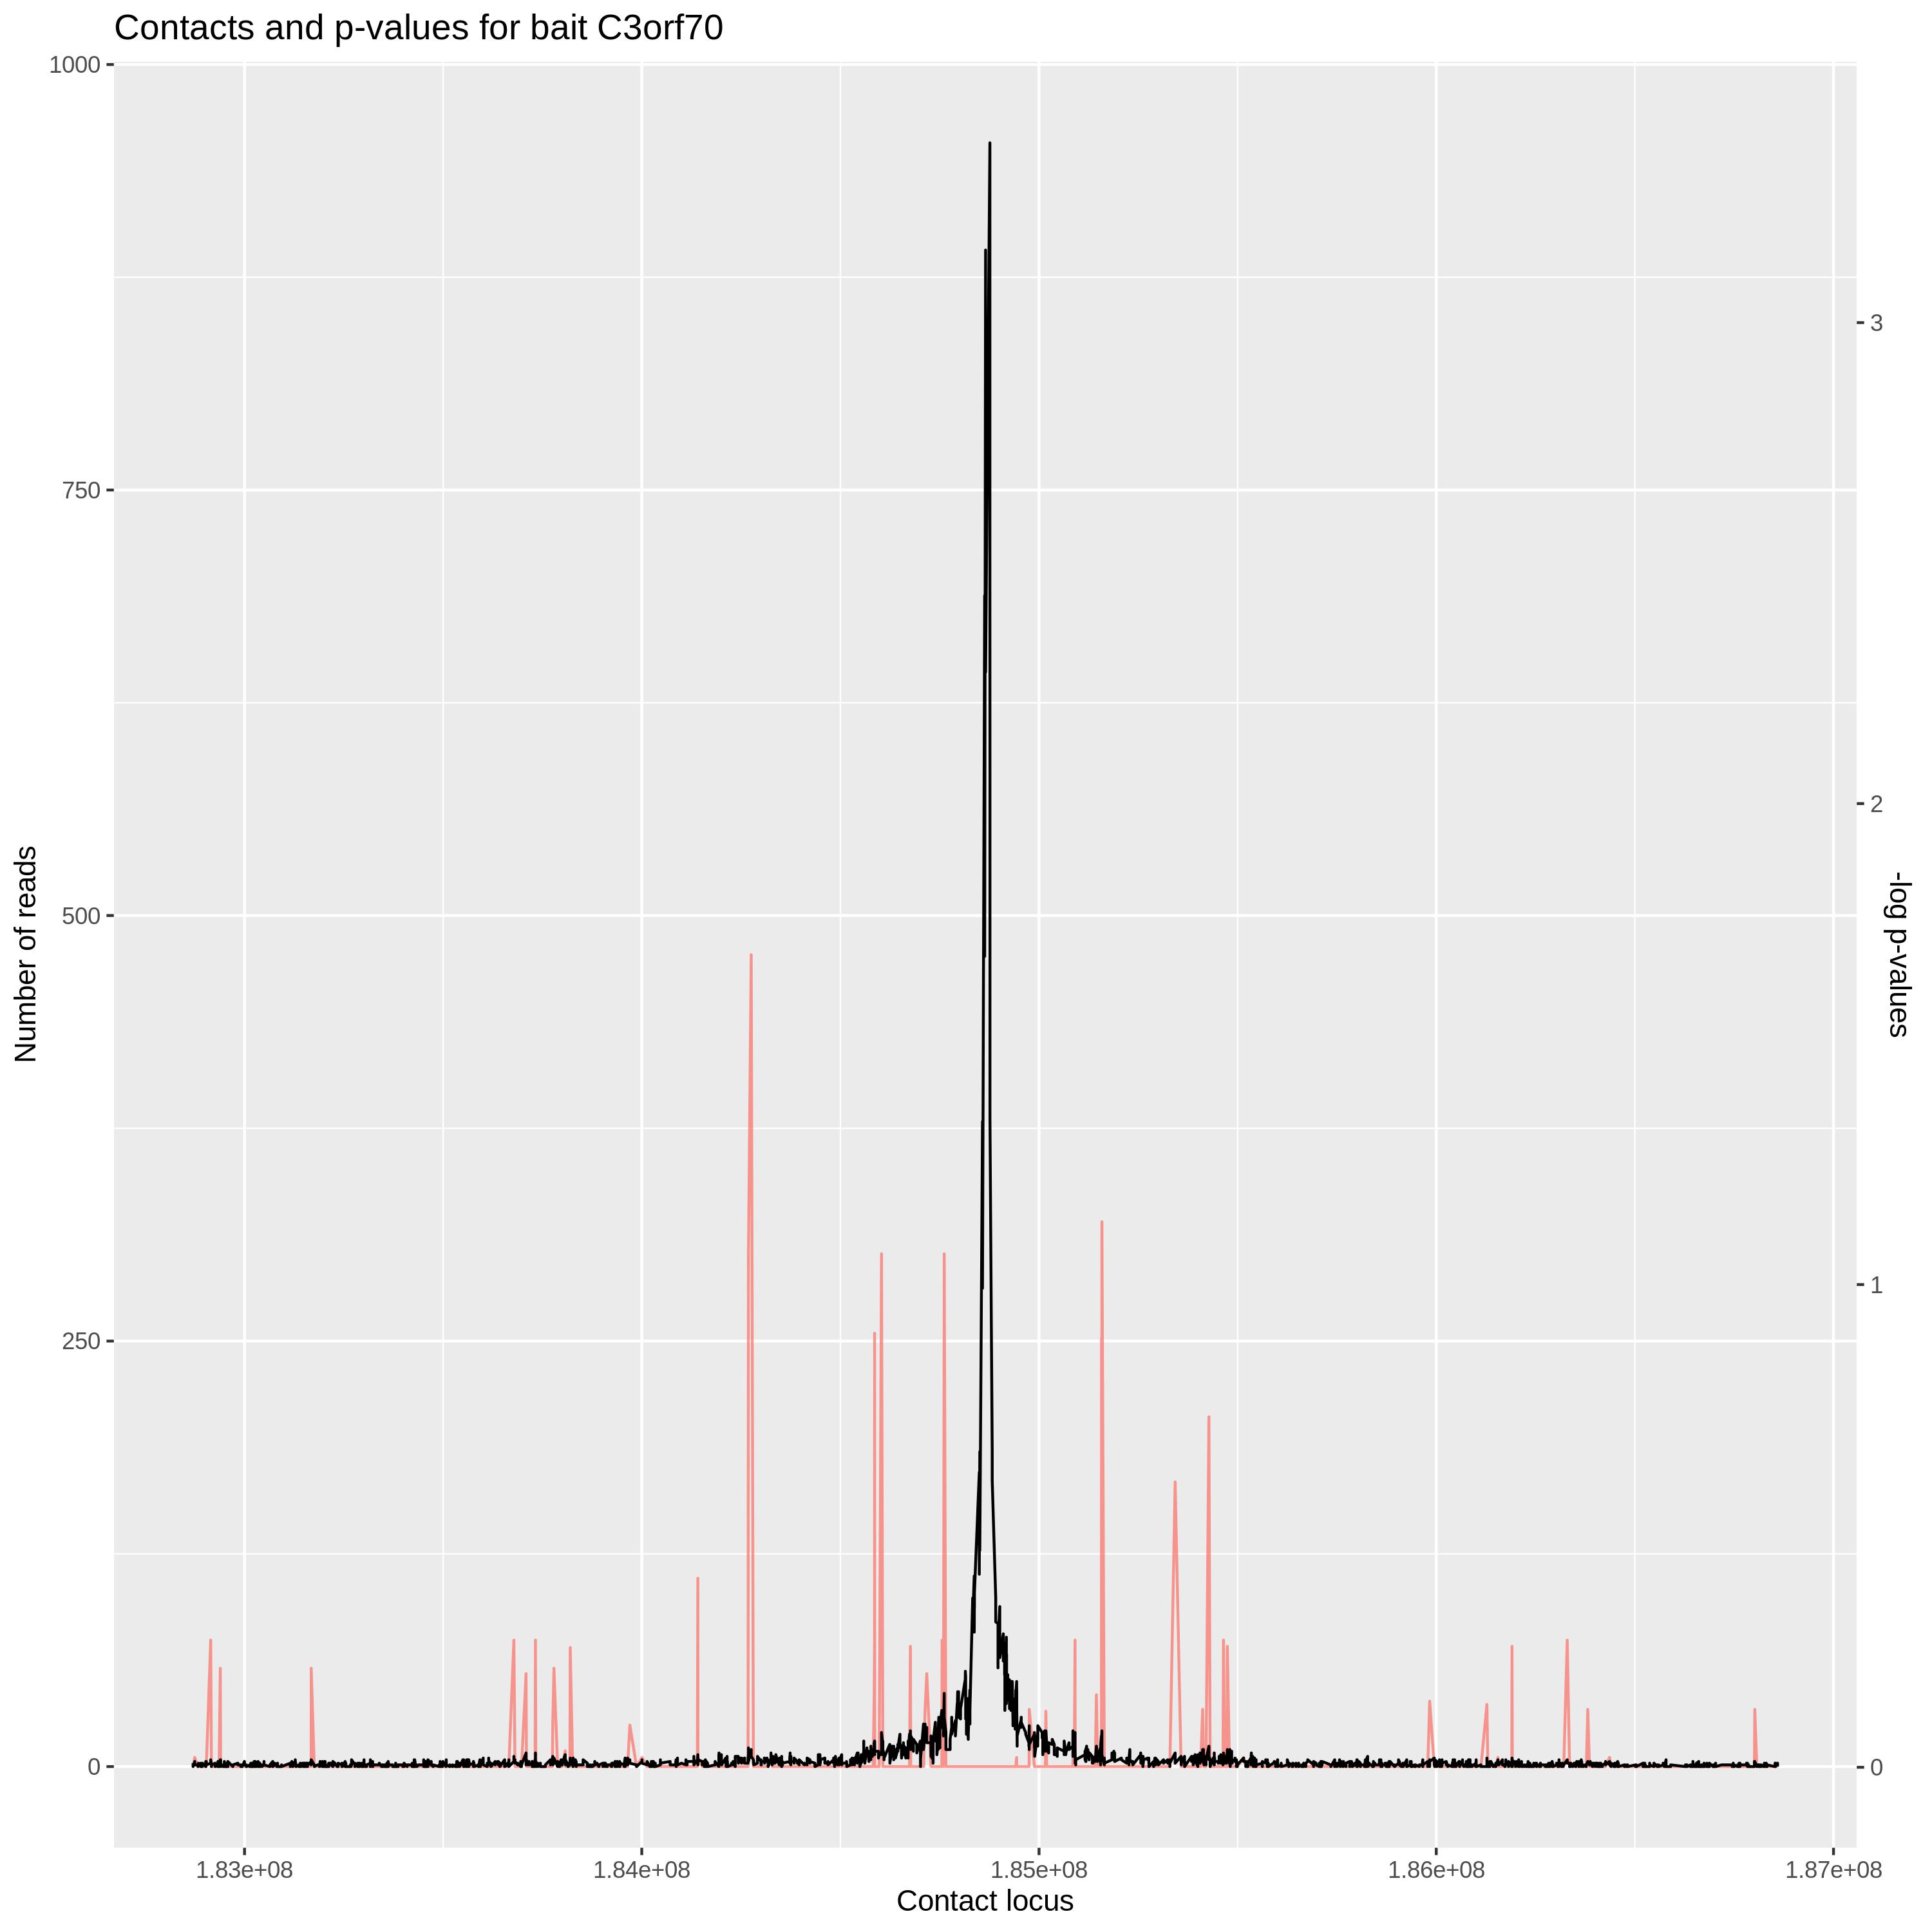 Contacts and p-values for bait C3orf70
1000
750
500
250
0
Number of reads
3
2
1
0
-log p-values
1.83e+08
1.84e+08
1.85e+08
1.86e+08
1.87e+08
Contact locus